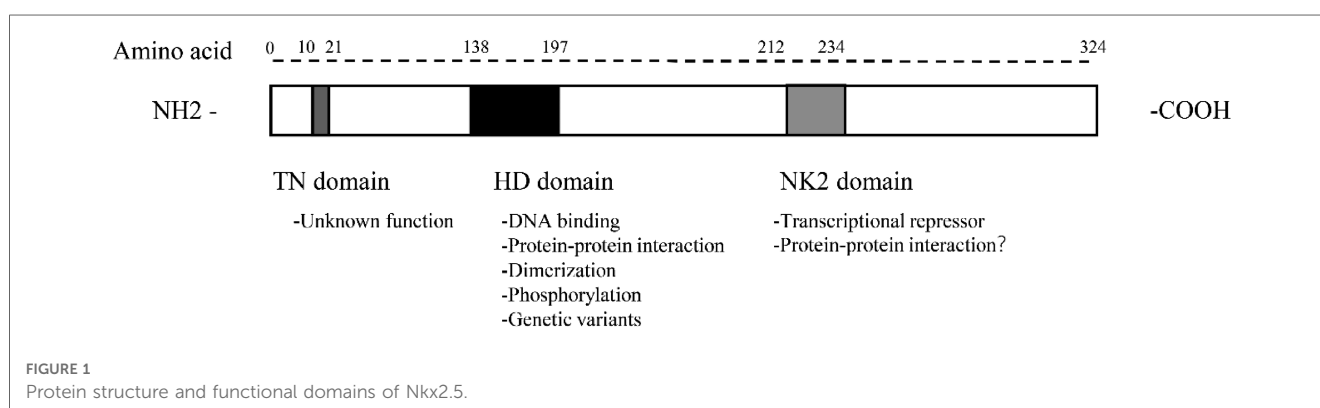 Amino acid 0 10 21 138 197 212 234 324
NH2 - -COOH
TN domain HD domain NK2 domain
-Unknown function -DNA binding -Transcriptional repressor
-Protein-protein interaction -Protein-protein interaction?
-Dimerization
-Phosphorylation
-Genetic variants
FIGURE 1
Protein structure and functional domains of Nkx2.5.